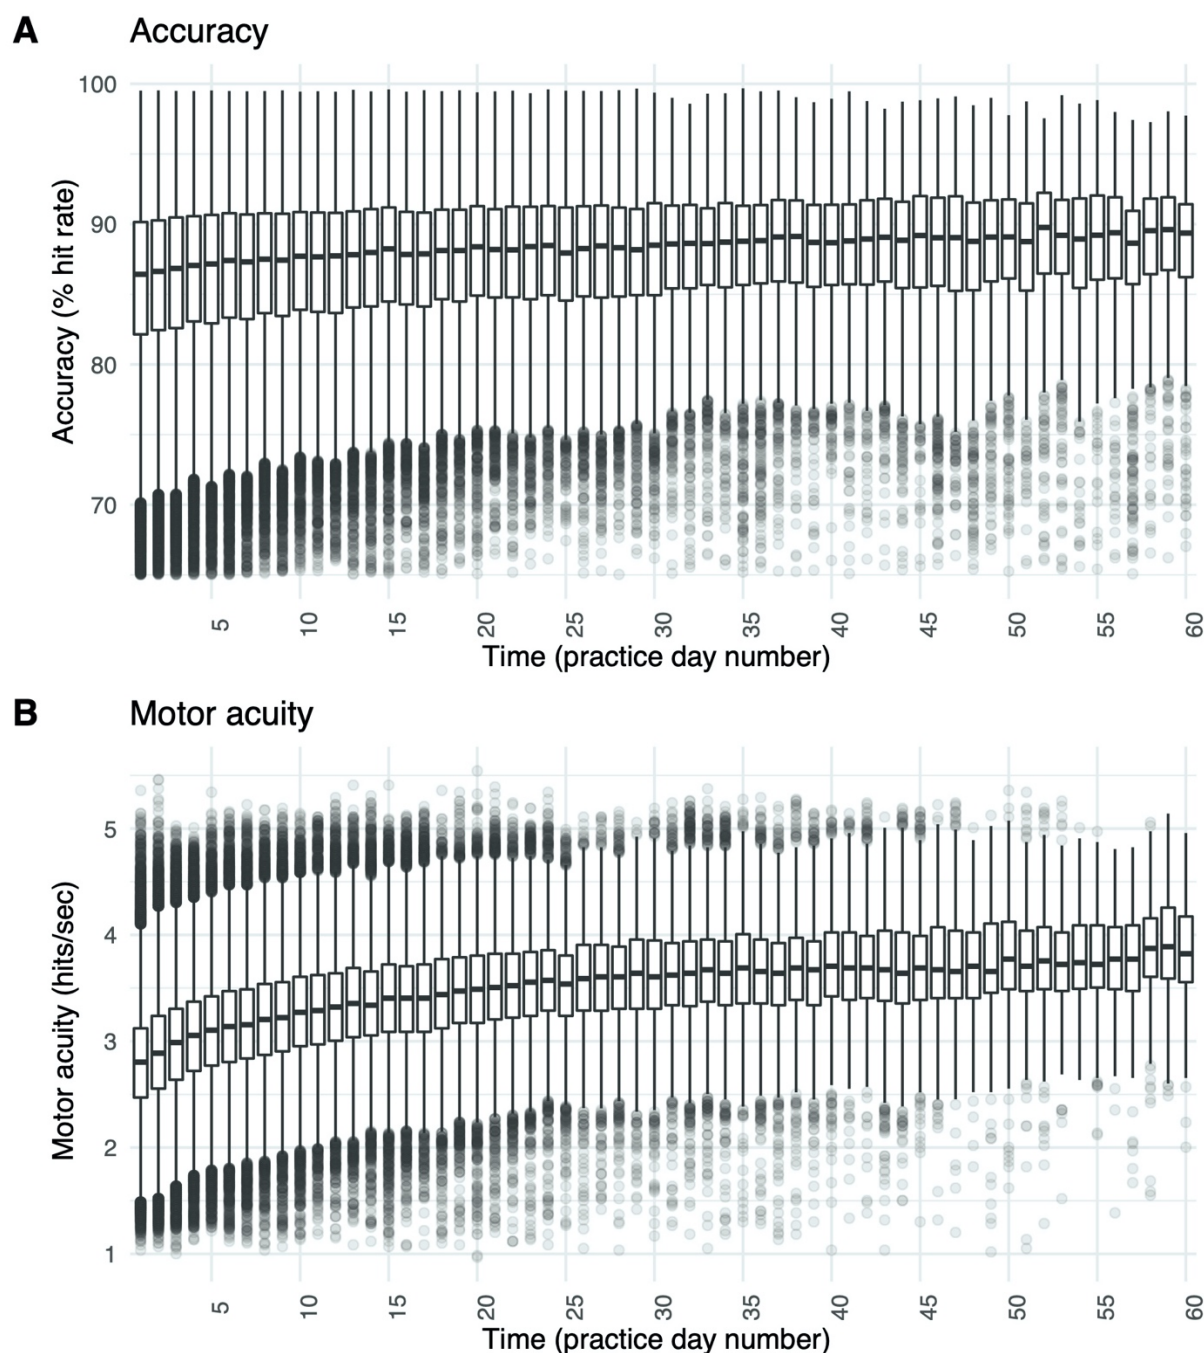 A Accuracy
100
90
80
70
Accuracy (% hit rate)
5 10 15 20 25 30 35 40 45 50 55 60
Time (practice day number)
B Motor acuity
5
4
3
2
1
Motor acuity (hits/sec)
5 10 15 20 25 30 35 40 45 50 55 60
Time (practice day number)